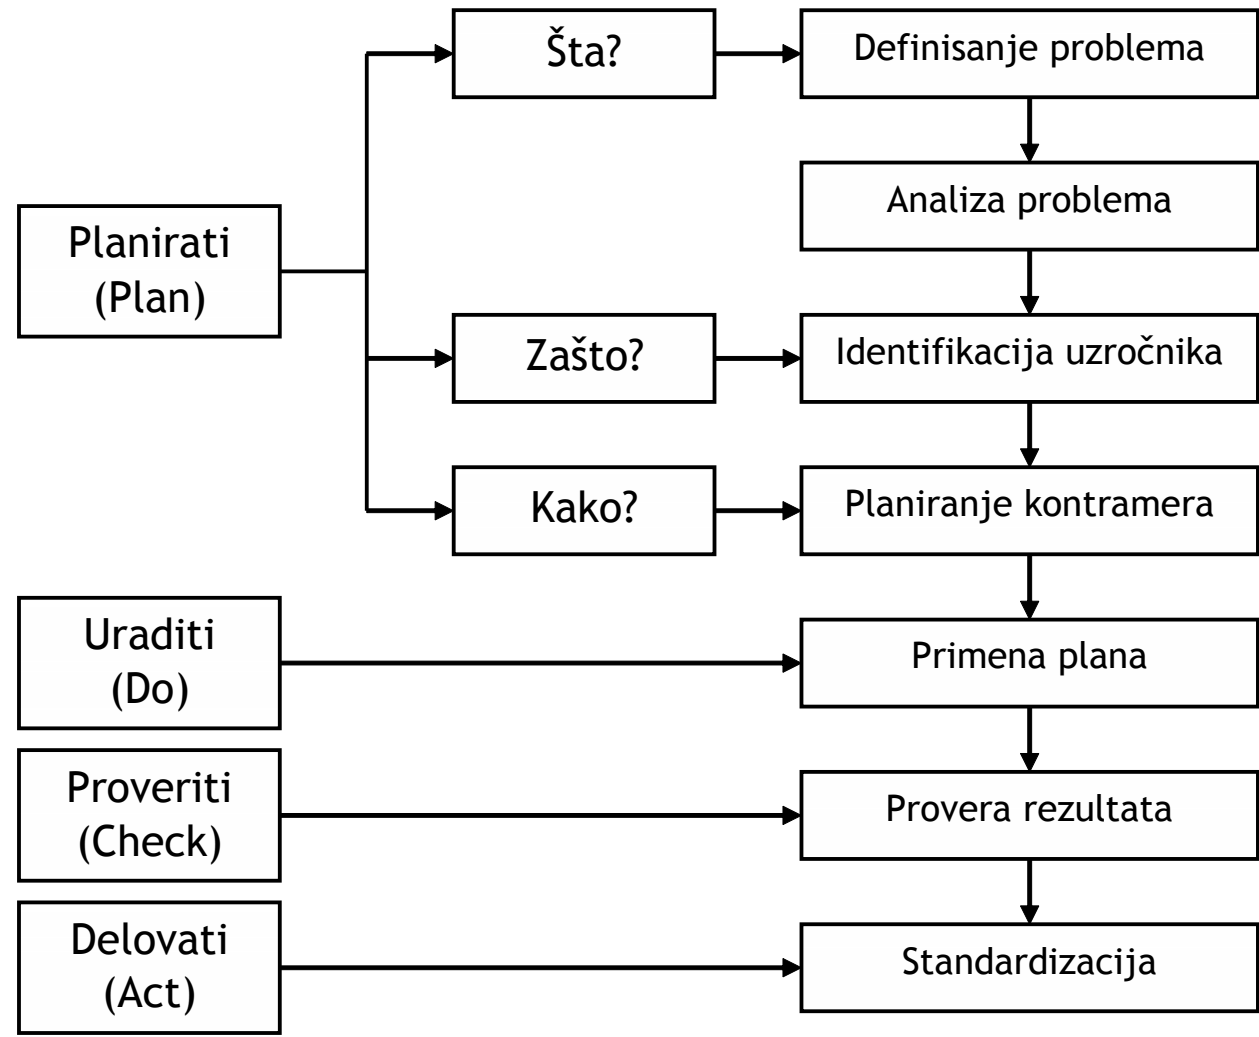 Šta?
Definisanje problema
Analiza problema
Planirati
(Plan)
Zašto?
Identifikacija uzročnika
Kako?
Planiranje kontramera
Uraditi
(Do)
Primena plana
Proveriti
(Check)
Provera rezultata
Delovati
(Act)
Standardizacija